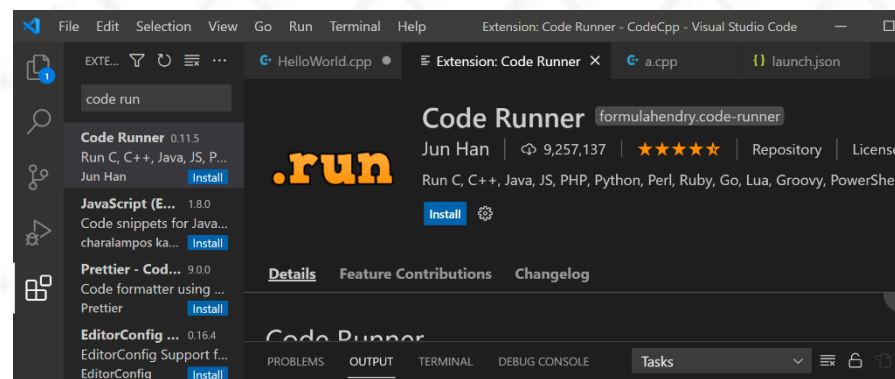 File Edit Selection View Go Run Terminal Help Extension: Code Runner - CodeCpp - Visual Studio Code
EXTE... HelloWorld.cpp Extension: Code Runner a.cpp {} launch.json
1
code run
Code Runner 0.11.5
Run C, C++, Java, JS, P...
Jun Han Install
JavaScript (E... 1.8.0
Code snippets for Java...
charalampos ka... Install
Prettier - Cod... 9.0.0
Code formatter using ...
Prettier Install
EditorConfig ... 0.16.4
EditorConfig Support f...
EditorConfig Install
.run
Code Runner formulahendry.code-runner
Jun Han 9,257,137 Repository License
Run C, C++, Java, JS, PHP, Python, Perl, Ruby, Go, Lua, Groovy, PowerShe
Install
Details Feature Contributions Changelog
Code Runner
PROBLEMS OUTPUT TERMINAL DEBUG CONSOLE Tasks